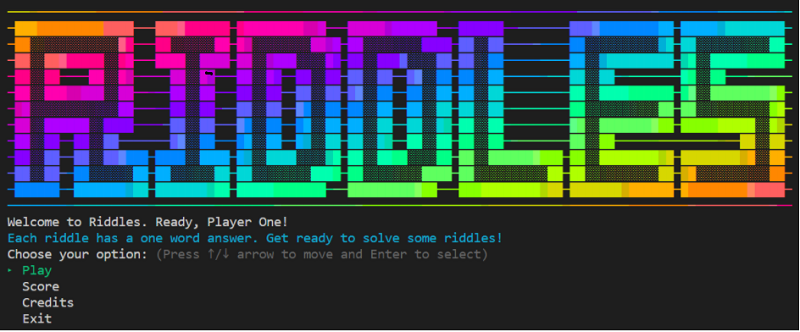 RIDDLES
Welcome to Riddles. Ready, Player One!
Each riddle has a one word answer. Get ready to solve some riddles!
Choose your option: (Press ↑/↓ arrow to move and Enter to select)
▸ Play
Score
Credits
Exit